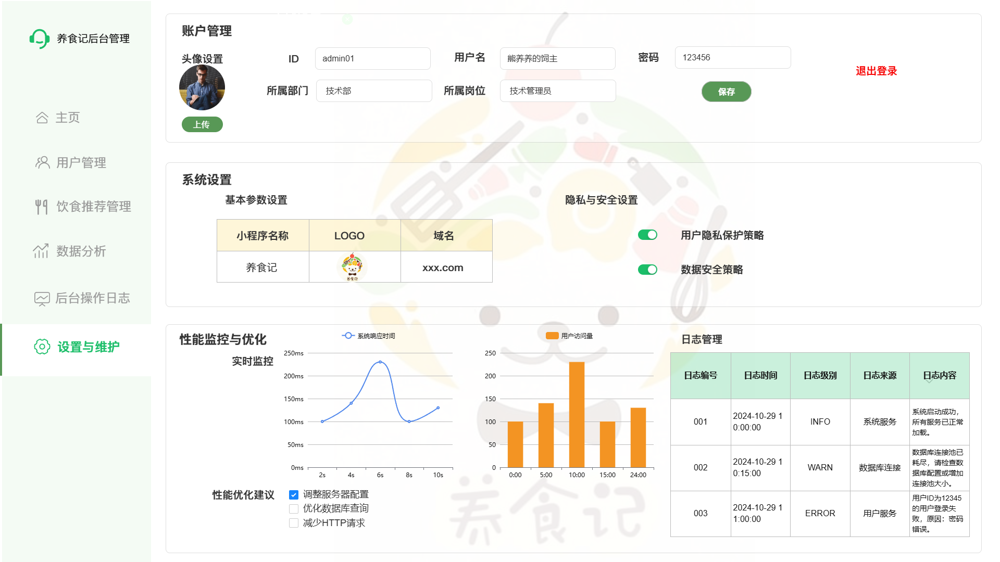 养食记后台管理
主页
用户管理
饮食推荐管理
数据分析
后台操作日志
设置与维护
账户管理
头像设置
上传
ID
admin01
用户名
熊养养的饲主
密码
123456
所属部门
技术部
所属岗位
技术管理员
保存
退出登录
系统设置
基本参数设置
小程序名称 LOGO 域名
养食记 养食记 xxx.com
隐私与安全设置
用户隐私保护策略
数据安全策略
性能监控与优化
实时监控
系统响应时间
250ms
200ms
150ms
100ms
50ms
0ms
2s 4s 6s 8s 10s
用户访问量
250
200
150
100
50
0
0:00 5:00 10:00 15:00 24:00
性能优化建议
调整服务器配置
优化数据库查询
减少HTTP请求
日志管理
日志编号 日志时间 日志级别 日志来源 日志内容
001
2024-10-29 1
0:00:00
INFO
系统服务
系统启动成功，
所有服务已正常
加载。
002
2024-10-29 1
0:15:00
WARN
数据库连接
数据库连接池已
耗尽，请检查数
据库配置或增加
连接池大小。
003
2024-10-29 1
1:00:00
ERROR
用户服务
用户ID为12345
的用户登录失
败，原因：密码
错误。
养食记